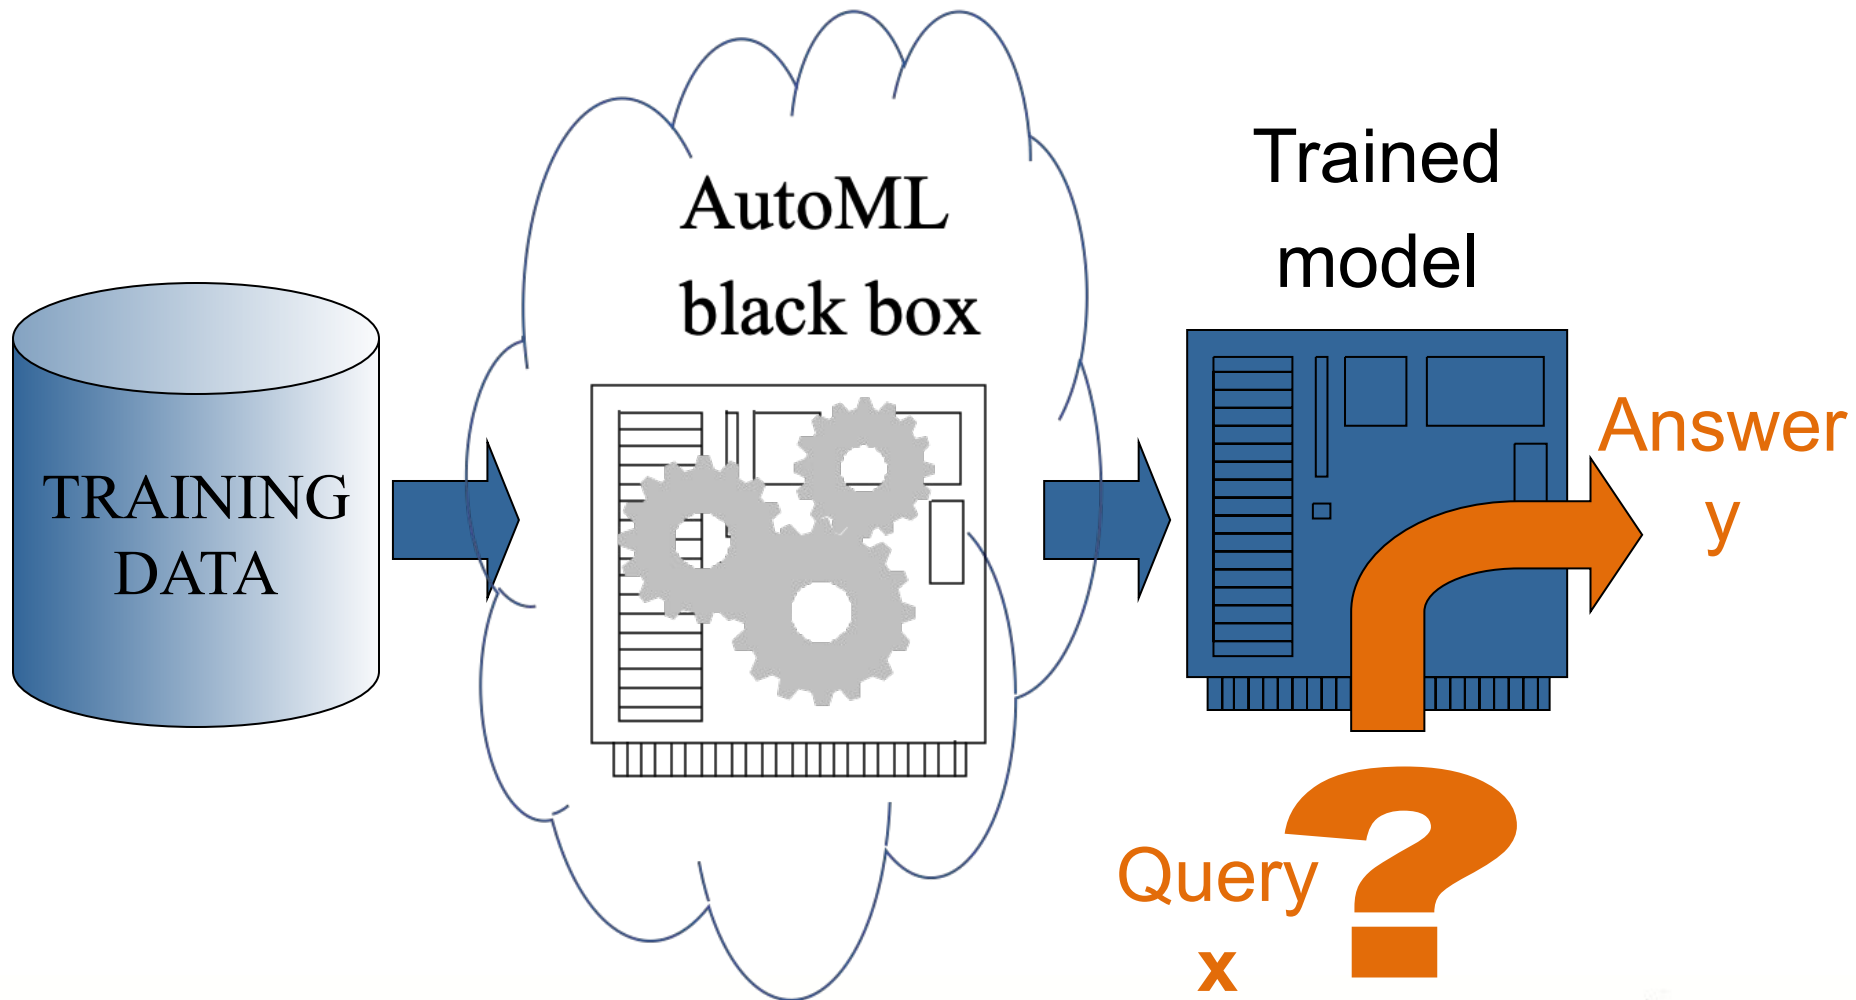 TRAINING
DATA
AutoML
black box
Trained
model
Answer
y
Query
x
?